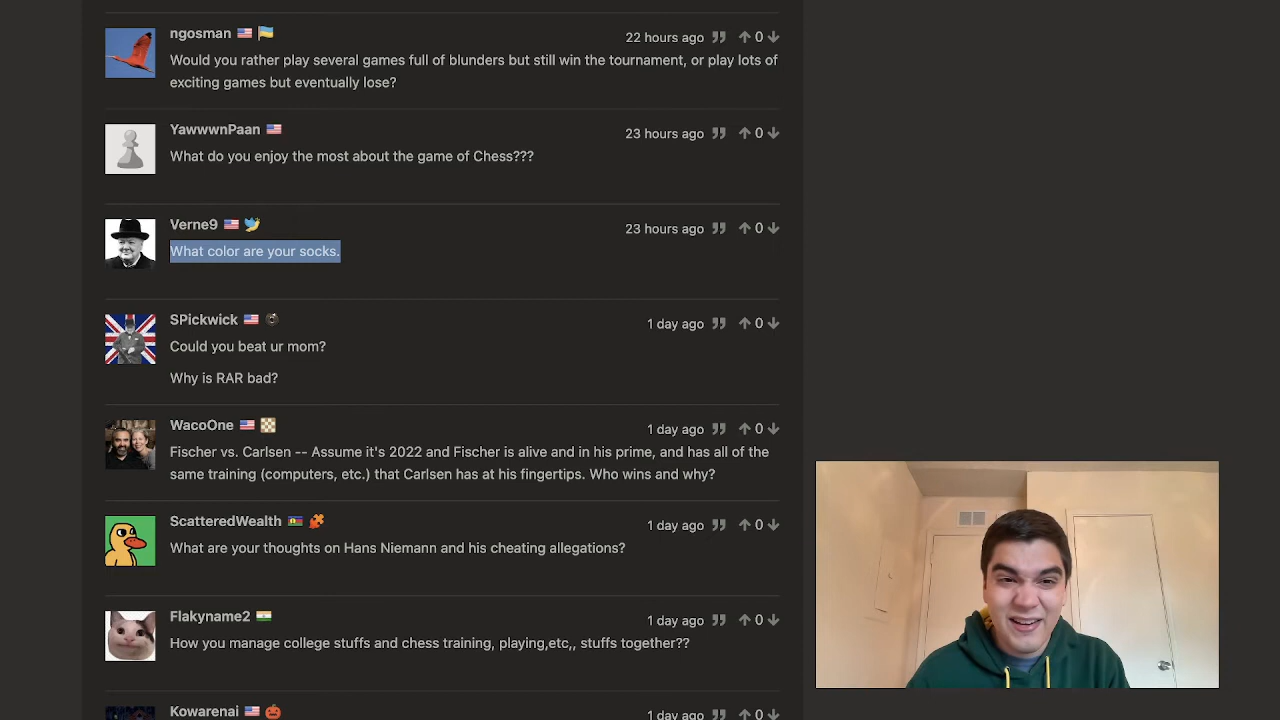 ngosman
22 hours ago 0
Would you rather play several games full of blunders but still win the tournament, or play lots of
exciting games but eventually lose?
YawwwnPaan
23 hours ago 0
What do you enjoy the most about the game of Chess???
Verne9
23 hours ago 0
What color are your socks.
SPickwick
1 day ago 0
Could you beat ur mom?
Why is RAR bad?
WacoOne
1 day ago 0
Fischer vs. Carlsen -- Assume it's 2022 and Fischer is alive and in his prime, and has all of the
same training (computers, etc.) that Carlsen has at his fingertips. Who wins and why?
ScatteredWealth
1 day ago 0
What are your thoughts on Hans Niemann and his cheating allegations?
Flakyname2
1 day ago 0
How you manage college stuffs and chess training, playing,etc,, stuffs together??
Kowarenai
1 day ago 0